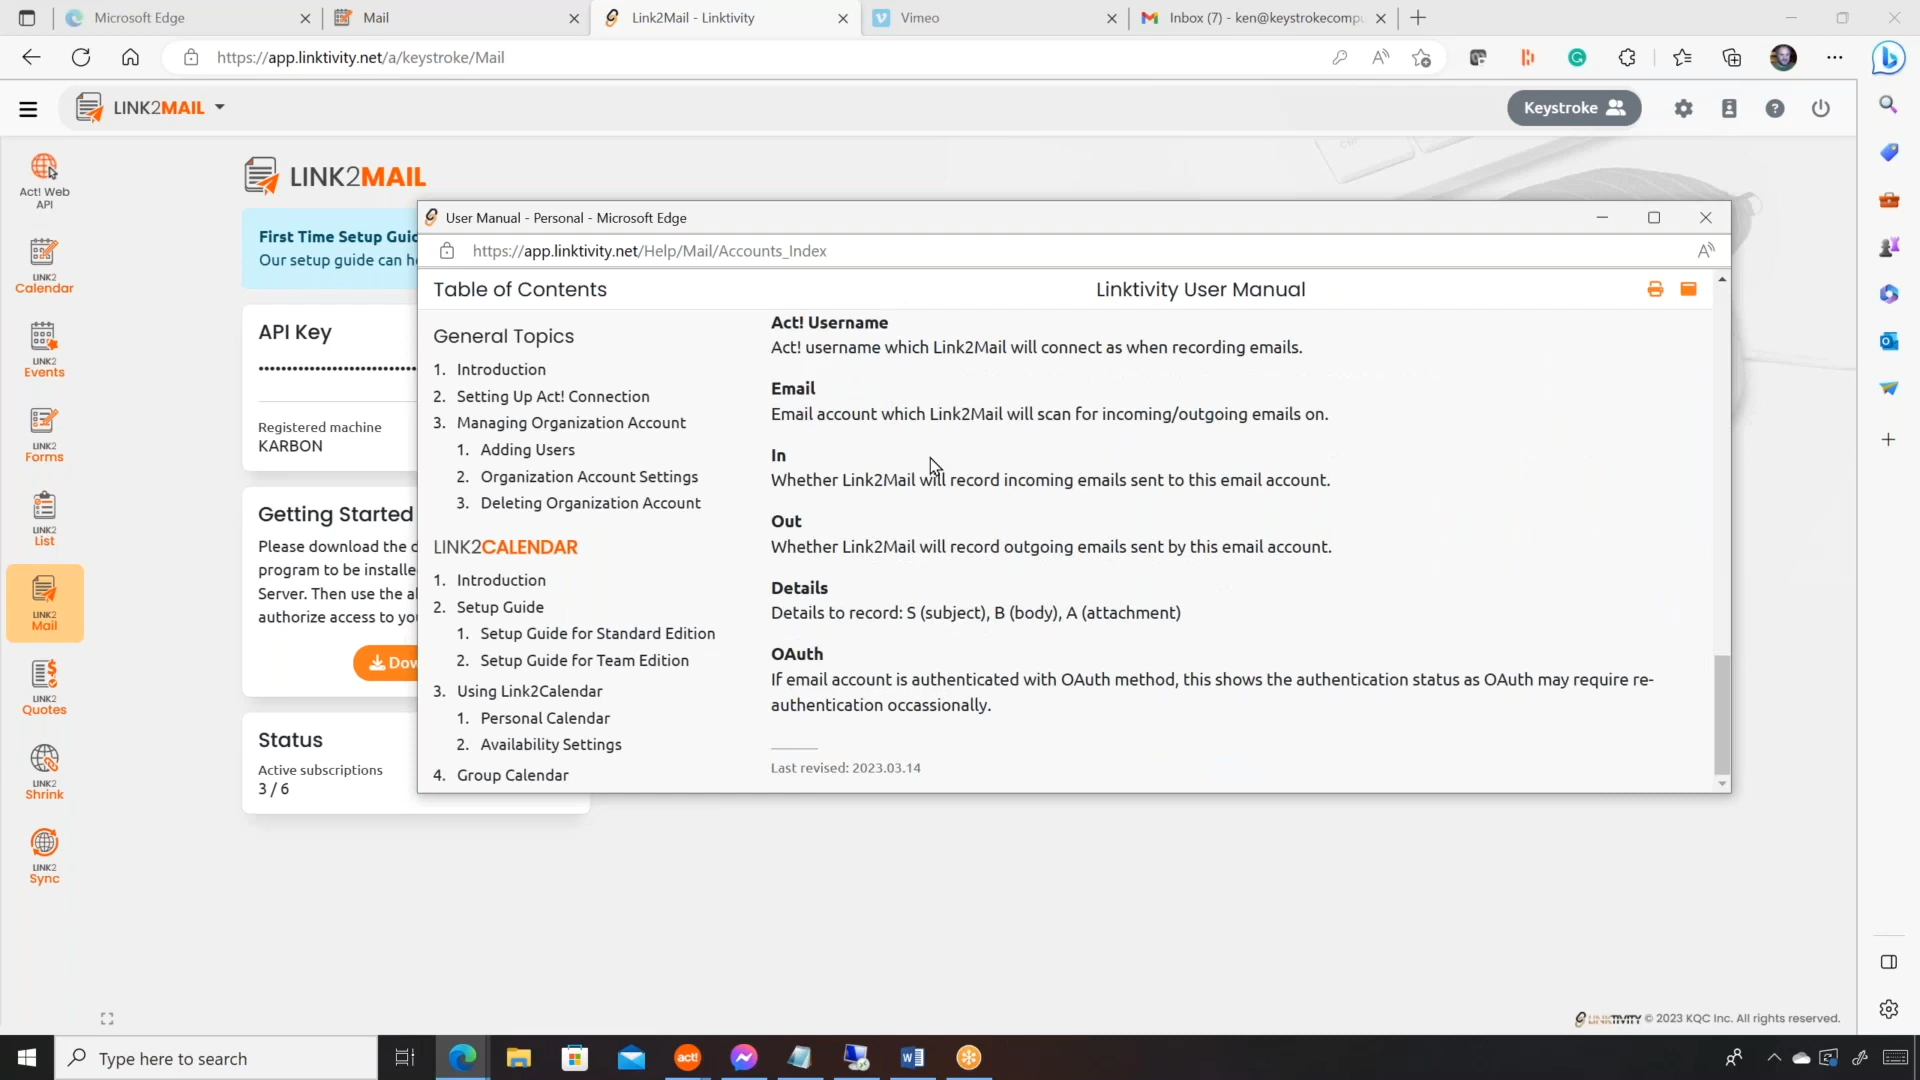 Microsoft Edge
Mail
Link2Mail - Linktivity
Vimeo
Inbox (7) - ken@keystrokecomp
https://app.linktivity.net/a/keystroke/Mail
LINK2MAIL
Keystroke
Act! Web API
LINK2 Calendar
LINK2 Events
LINK2 Forms
LINK2 List
LINK2 Mail
LINK2 Quotes
LINK2 Shrink
LINK2 Sync
LINK2MAIL
First Time Setup Guid
Our setup guide can h
API Key
••••••••••••••••••••••••••••
Registered machine
KARBON
Getting Started
Please download the
program to be installe
Server. Then use the
authorize access to yo
Dow
Status
Active subscriptions
3 / 6
User Manual - Personal - Microsoft Edge
https://app.linktivity.net/Help/Mail/Accounts_Index
Table of Contents
Linktivity User Manual
General Topics
1. Introduction
2. Setting Up Act! Connection
3. Managing Organization Account
1. Adding Users
2. Organization Account Settings
3. Deleting Organization Account
LINK2CALENDAR
1. Introduction
2. Setup Guide
1. Setup Guide for Standard Edition
2. Setup Guide for Team Edition
3. Using Link2Calendar
1. Personal Calendar
2. Availability Settings
4. Group Calendar
Act! Username
Act! username which Link2Mail will connect as when recording emails.
Email
Email account which Link2Mail will scan for incoming/outgoing emails on.
In
Whether Link2Mail will record incoming emails sent to this email account.
Out
Whether Link2Mail will record outgoing emails sent by this email account.
Details
Details to record: S (subject), B (body), A (attachment)
OAuth
If email account is authenticated with OAuth method, this shows the authentication status as OAuth may require re-
authentication occassionally.
Last revised: 2023.03.14
LINKTIVITY © 2023 KQC Inc. All rights reserved.
Type here to search
act!